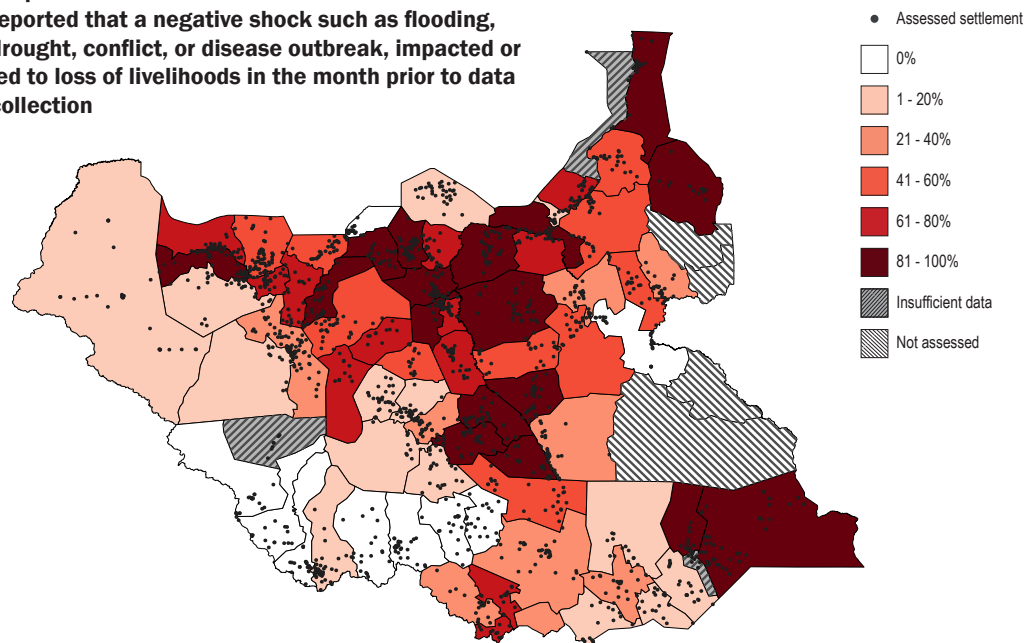 reported that a negative shock such as flooding,
drought, conflict, or disease outbreak, impacted or
led to loss of livelihoods in the month prior to data
collection
Assessed settlement
0%
1 - 20%
21 - 40%
41 - 60%
61 - 80%
81 - 100%
Insufficient data
Not assessed